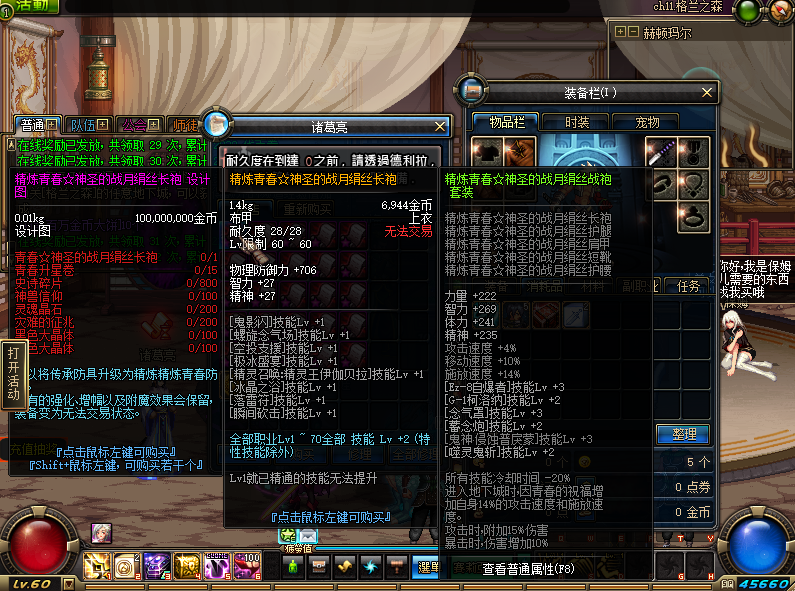 活動
ch11.格兰之森
赫顿玛尔
装备栏(I)
物品栏
时装
宠物
普通
队伍
公会
师徒
诸葛亮
在线奖励已发放，共领取 29 次，累计
在线奖励已发放，共领取 30 次，累计
耐久度在到達 0之前，請透過德利拉，
精炼青春☆神圣的战月绢丝长袍 设计
图
0.01kg
100,000,000金币
设计图
青春☆神圣的战月绢丝长袍
0/1
青春升星卷
0/15
史诗碎片
0/800
神兽信仰
0/100
灵魂晶石
0/200
灾难的征兆
0/200
黑色大晶体
0/100
色大晶体
0/100
以将传承防具升级为精炼精炼青春防
有的强化、增幅以及附魔效会保留，
装备变为无法交易状态。
『点击鼠标左键可购买』
『Shift+鼠标左键，可购买若干个』
打开活动
精炼青春☆神圣的战月绢丝长袍
1.4kg
6,944金币
布甲
上衣
耐久度 28/28
无法交易
Lv限制 60 ~ 60
物理防御力 +706
智力 +27
精神 +27
[鬼影闪]技能Lv +1
[螺旋念气场]技能Lv +1
[空投支援]技能Lv +1
[极冰盛宴]技能Lv +1
[精灵召唤:精灵王伊伽贝拉]技能Lv +1
[冰晶之浴]技能Lv +1
[落雷符]技能Lv +1
[瞬间砍击]技能Lv +1
全部职业Lv1 ~ 70全部 技能 Lv +2 (特
性技能除外)
Lv1就已精通的技能无法提升
『点击鼠标左键可购买』
精炼青春☆神圣的战月绢丝战袍
套装
精炼青春☆神圣的战月绢丝长袍
精炼青春☆神圣的战月绢丝护腿
精炼青春☆神圣的战月绢丝肩甲
精炼青春☆神圣的战月绢丝短靴
精炼青春☆神圣的战月绢丝护腰
力量 +222
智力 +269
体力 +241
精神 +235
攻击速度 +4%
移动速度 +10%
施放速度 +14%
[Ez-8自爆者]技能Lv +3
[G-1柯洛纳]技能Lv +2
[念气罩]技能Lv +3
[蓄念炮]技能Lv +2
[鬼神·侵蚀普戾蒙]技能Lv +3
[噬灵鬼斩]技能Lv +2
所有技能冷却时间 -20%
进入地下城时，因青春的祝福增
加自身14%的攻击速度和施放速
度。
攻击时，附加15%伤害
暴击时，伤害增加10%
查看普通属性(F8)
副职业
任务
整理
5 个
0 点券
0 金币
你好，我是保姆
儿需要的东西
找我买哦
疲勞值
選單
Lv.60
45660